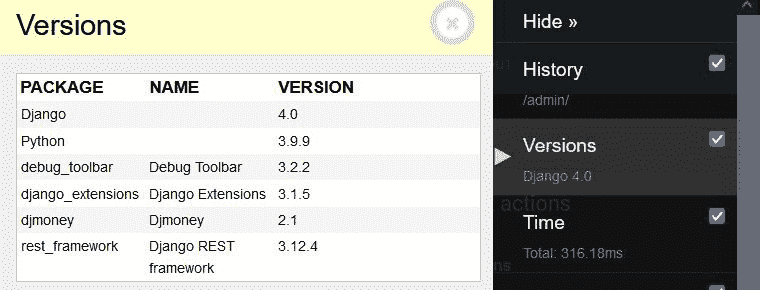 Versions
PACKAGE NAME VERSION
Django 4.0
Python 3.9.9
debug_toolbar Debug Toolbar 3.2.2
django_extensions Django Extensions 3.1.5
djmoney Djmoney 2.1
rest_framework Django REST 3.12.4
framework
Hide »
History
/admin/
Versions
Django 4.0
actions
Time
Total: 316.18ms